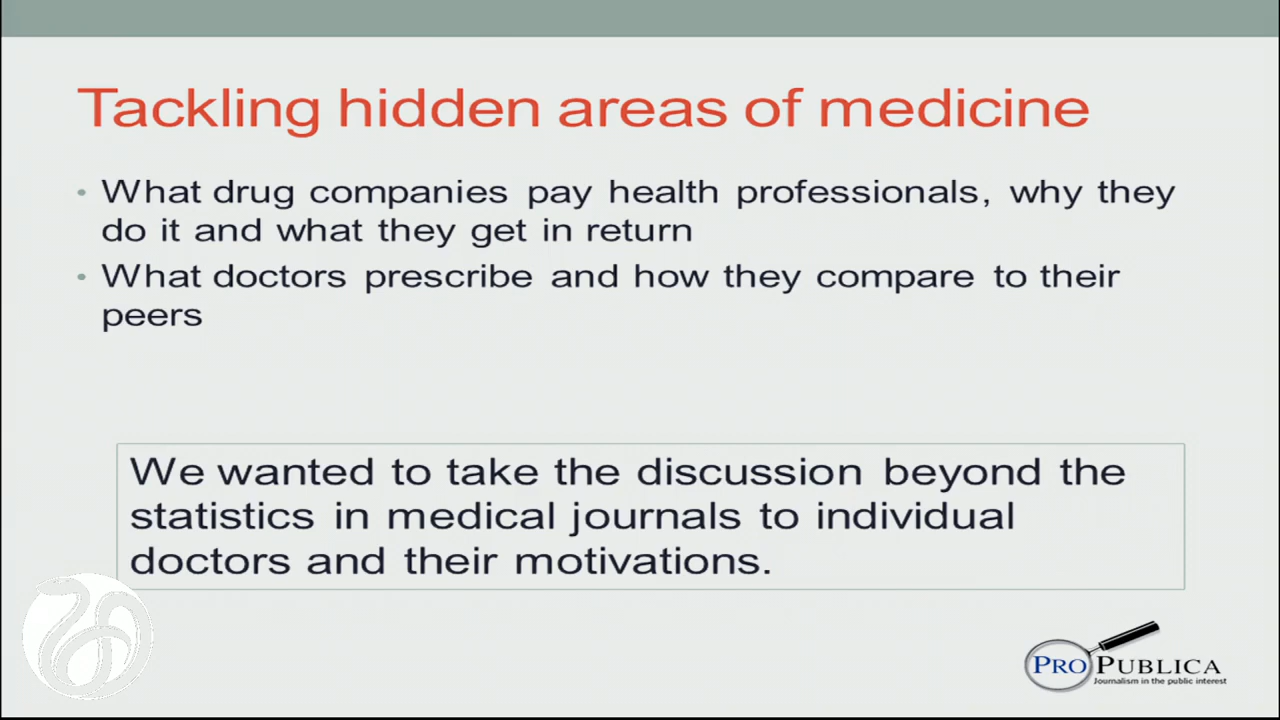 Tackling hidden areas of medicine
• What drug companies pay health professionals, why they
do it and what they get in return
• What doctors prescribe and how they compare to their
peers
We wanted to take the discussion beyond the
statistics in medical journals to individual
doctors and their motivations.
PROPUBLICA
Journalism in the public interest